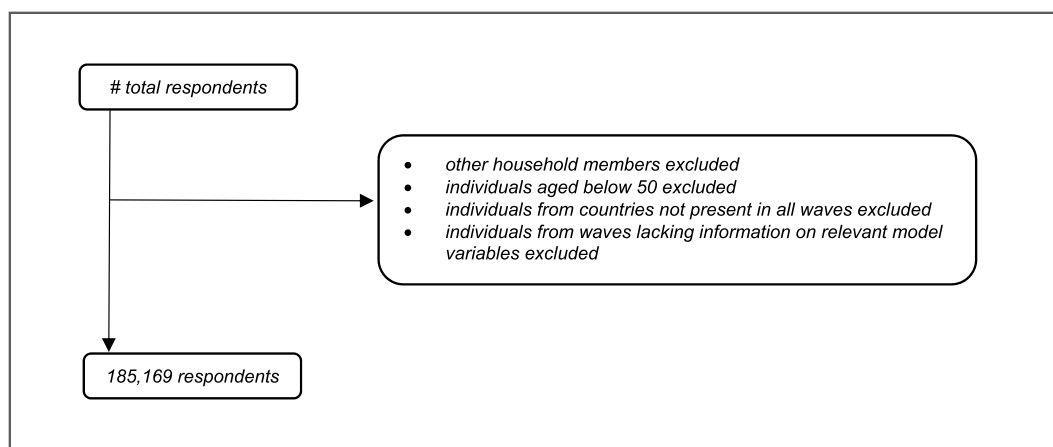 # total respondents
• other household members excluded
• individuals aged below 50 excluded
• individuals from countries not present in all waves excluded
• individuals from waves lacking information on relevant model
variables excluded
185,169 respondents